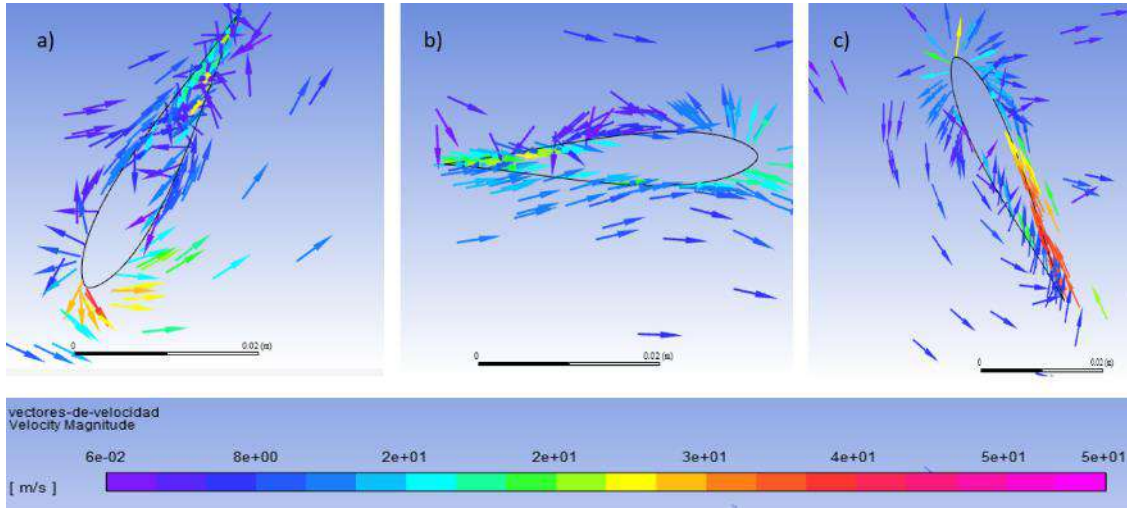 a)
b)
c)
0 0.02 (m)
0 0.02 (m)
0 0.02 (m)
vectores-de-velocidad
Velocity Magnitude
6e-02 8e+00 2e+01 2e+01 3e+01 4e+01 5e+01 5e+01
[ m/s ]